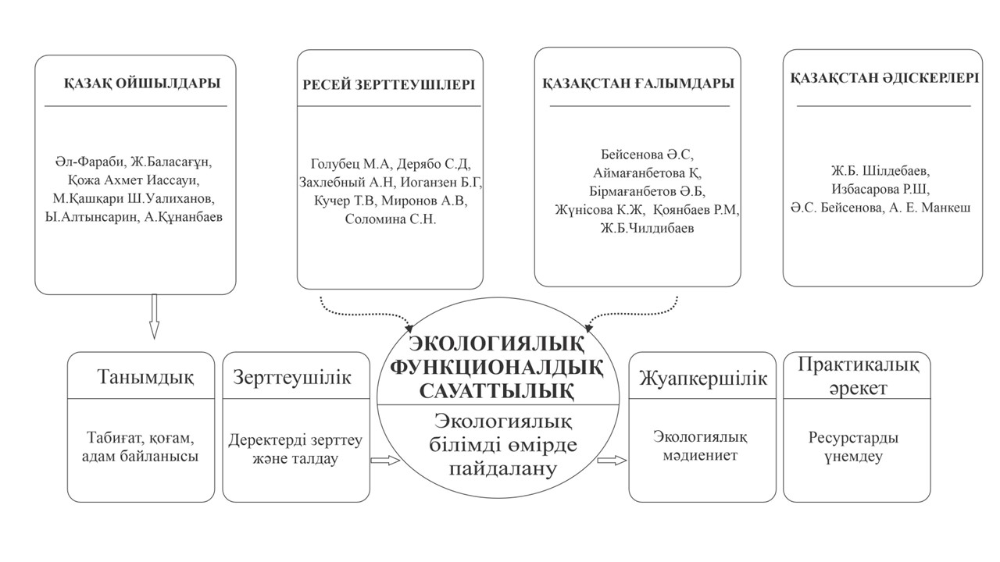 ҚАЗАҚ ОЙШЫЛДАРЫ
Әл-Фараби, Ж.Баласағұн,
Қожа Ахмет Иассауи,
М.Қашқари Ш.Уалиханов,
Ы.Алтынсарин, А.Құнанбаев
РЕСЕЙ ЗЕРТТЕУШІЛЕРІ
Голубец М.А, Дерябо С.Д,
Захлебный А.Н, Иоганзен Б.Г,
Кучер Т.В, Миронов А.В,
Соломина С.Н.
ҚАЗАҚСТАН ҒАЛЫМДАРЫ
Бейсенова Ә.С,
Аймағанбетова Қ,
Бірмағанбетов Ә.Б,
Жүнісова К.Ж, Қоянбаев Р.М,
Ж.Б.Чилдибаев
ҚАЗАҚСТАН ӘДІСКЕРЛЕРІ
Ж.Б. Шілдебаев,
Избасарова Р.Ш,
Ә.С. Бейсенова, А. Е. Манкеш
Танымдық
Табиғат, қоғам,
адам байланысы
Зерттеушілік
Деректерді зерттеу
және талдау
ЭКОЛОГИЯЛЫҚ
ФУНКЦИОНАЛДЫҚ
САУАТТЫЛЫҚ
Экологиялық
білімді өмірде
пайдалану
Жуапкершілік
Экологиялық
мәдиениет
Практикалық
әрекет
Ресурстарды
үнемдеу